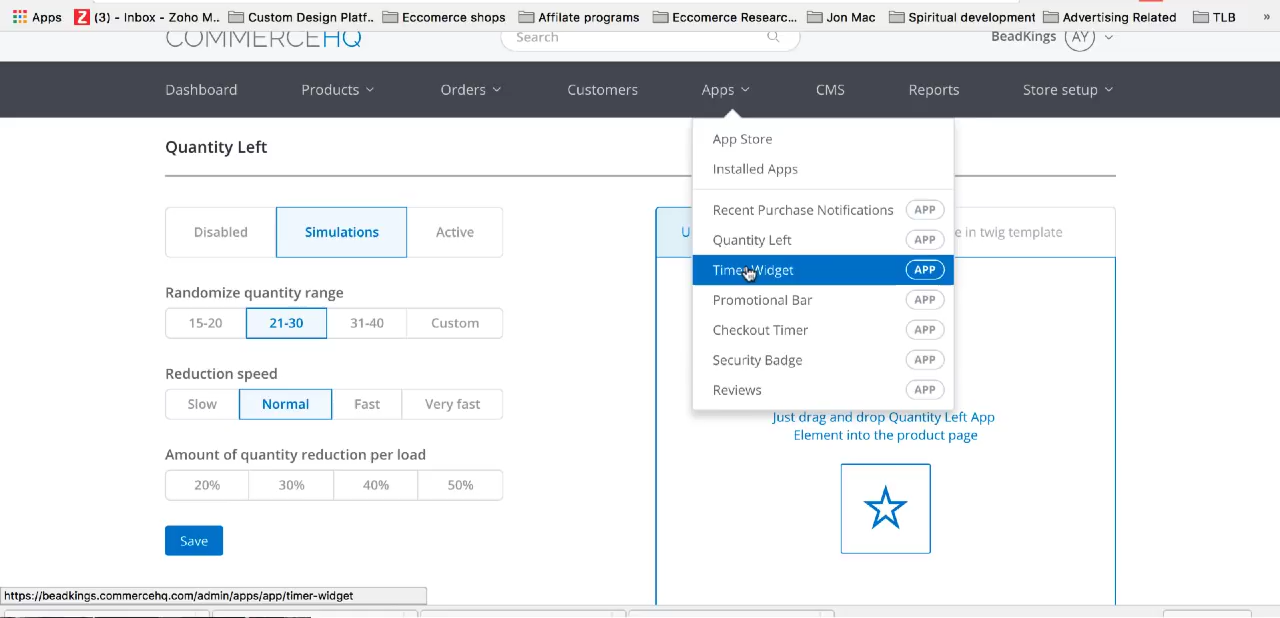 Apps (3) - Inbox - Zoho M.. Custom Design Platf.. Eccomerce shops Affilate programs Eccomerce Researc... Jon Mac Spiritual development Advertising Related TLB »
COMMERCEHQ Search BeadKings AY
Dashboard Products Orders Customers Apps CMS Reports Store setup
Quantity Left
App Store
Installed Apps
Recent Purchase Notifications APP
Quantity Left APP
Timer Widget APP
Promotional Bar APP
Checkout Timer APP
Security Badge APP
Reviews APP
Disabled Simulations Active
in twig template
Randomize quantity range
15-20 21-30 31-40 Custom
Reduction speed
Slow Normal Fast Very fast
Amount of quantity reduction per load
20% 30% 40% 50%
Save
Just drag and drop Quantity Left App
Element into the product page
https://beadkings.commercehq.com/admin/apps/app/timer-widget